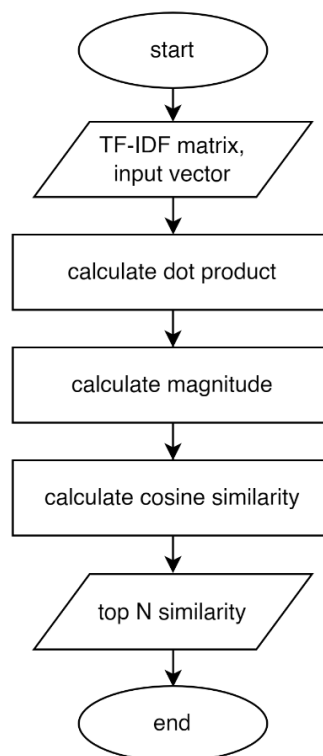 start
TF-IDF matrix,
input vector
calculate dot product
calculate magnitude
calculate cosine similarity
top N similarity
end